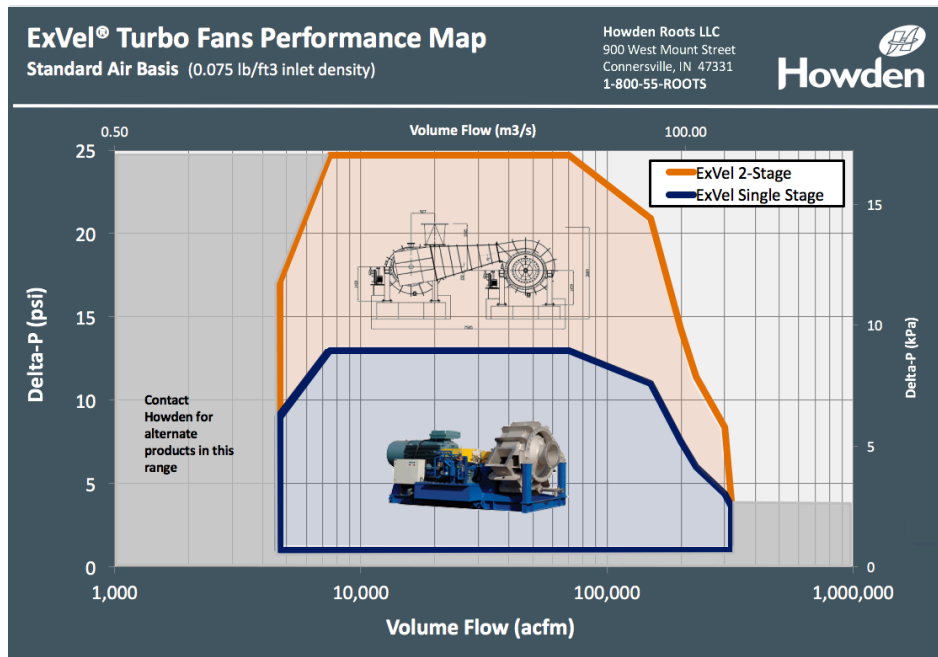 ExVel® Turbo Fans Performance Map
Standard Air Basis (0.075 lb/ft3 inlet density)
Howden Roots LLC
900 West Mount Street
Connersville, IN 47331
1-800-55-ROOTS
Howden
0.50
Volume Flow (m3/s)
100.00
25
20
15
10
5
0
Delta-P (psi)
ExVel 2-Stage
ExVel Single Stage
Contact
Howden for
alternate
products in this
range
15
10
5
0
Delta-P (kPa)
1,000
10,000
100,000
1,000,000
Volume Flow (acfm)